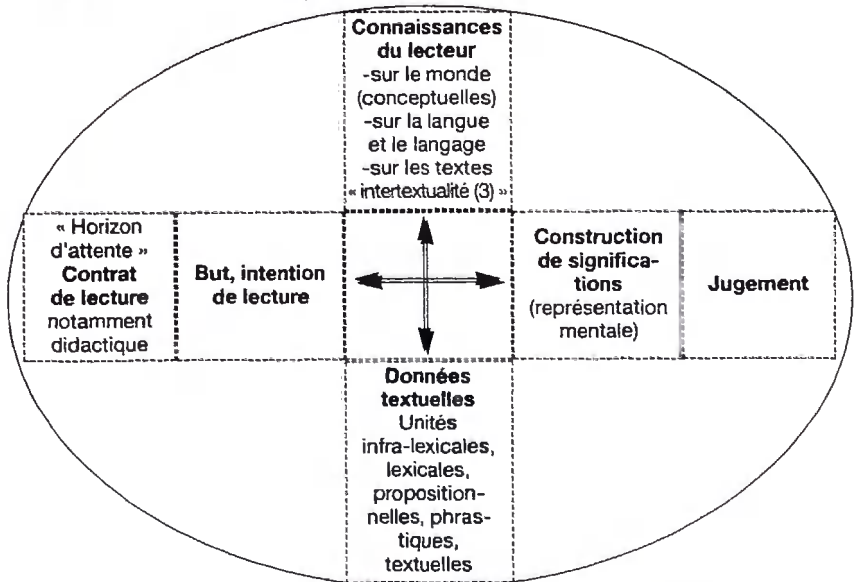 Connaissances
du lecteur
-sur le monde
(conceptuelles)
-sur la langue
et le langage
-sur les textes
« intertextualité (3) »
« Horizon
d'attente »
Contrat
de lecture
notamment
didactique
But, intention
de lecture
Construction
de significa-
tions
(représentation
mentale)
Jugement
Données
textuelles
Unités
infra-lexicales,
lexicales,
proposition-
nelles, phras-
tiques,
textuelles